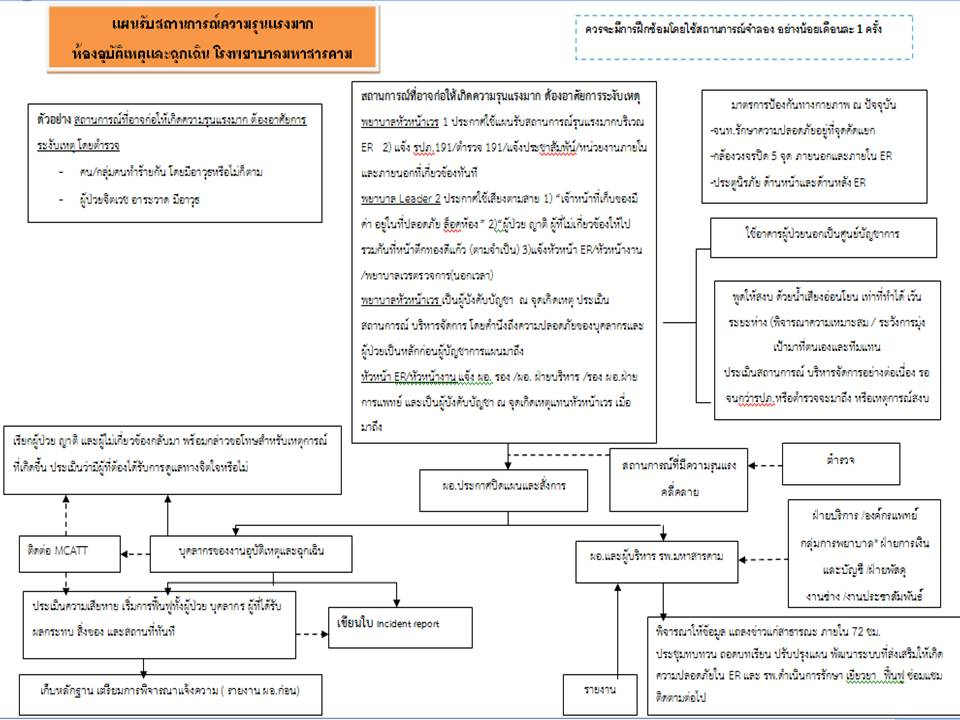 แผนรับสถานการณ์ความรุนแรงมาก
ห้องอุบัติเหตุและฉุกเฉิน โรงพยาบาลมหาสารคาม
ควรจะมีการฝึกซ้อมโดยใช้สถานการณ์จำลอง อย่างน้อยเดือนละ 1 ครั้ง
ตัวอย่าง สถานการณ์ที่อาจก่อให้เกิดความรุนแรงมาก ต้องอาศัยการ
ระงับเหตุ โดยตำรวจ
- คน/กลุ่มคนทำร้ายกัน โดยมีอาวุธหรือไม่ก็ตาม
- ผู้ป่วยจิตเวช อาระวาด มีอาวุธ
สถานการณ์ที่อาจก่อให้เกิดความรุนแรงมาก ต้องอาศัยการระงับเหตุ
พยาบาลหัวหน้าเวร 1 ประกาศใช้แผนรับสถานการณ์รุนแรงมากบริเวณ
ER 2) แจ้ง รปภ,191/ตำรวจ 191/แจ้งประชาสัมพันธ์/หน่วยงานภายใน
และภายนอกที่เกี่ยวข้องทันที
พยาบาล Leader 2 ประกาศใช้เสียงตามสาย 1) "เจ้าหน้าที่เก็บของมี
ค่า อยู่ในที่ปลอดภัย ล็อคห้อง" 2)"ผู้ป่วย ญาติ ผู้ที่ไม่เกี่ยวข้องให้ไป
รวมกันที่หน้าตึกทองดีแก้ว (ตามจำเป็น) 3)แจ้งหัวหน้า ER/หัวหน้างาน
/พยาบาลเวรตรวจการ(นอกเวลา)
พยาบาลหัวหน้าเวร เป็นผู้บังคับบัญชา ณ จุดเกิดเหตุ ประเมิน
สถานการณ์ บริหารจัดการ โดยคำนึงถึงความปลอดภัยของบุคลากรและ
ผู้ป่วยเป็นหลักก่อนผู้บัญชาการแผนมาถึง
หัวหน้า ER/หัวหน้างาน แจ้ง ผอ. รอง /ผอ. ฝ่ายบริหาร /รอง ผอ.ฝ่าย
การแพทย์ และเป็นผู้บังคับบัญชา ณ จุดเกิดเหตุแทนหัวหน้าเวร เมื่อ
มาถึง
มาตรการป้องกันทางกายภาพ ณ ปัจจุบัน
-จนท.รักษาความปลอดภัยอยู่ที่จุดคัดแยก
-กล้องวงจรปิด 5 จุด ภายนอกและภายใน ER
-ประตูนิรภัย ด้านหน้าและด้านหลัง ER
ใช้อาคารผู้ป่วยนอกเป็นศูนย์บัญชาการ
พูดให้สงบ ด้วยน้ำเสียงอ่อนโยน เท่าที่ทำได้ เว้น
ระยะห่าง (พิจารณาความเหมาะสม / ระวังการมุ่ง
เป้ามาที่ตนเองและทีมแทน
ประเมินสถานการณ์ บริหารจัดการอย่างต่อเนื่อง รอ
จนกว่ารปภ.หรือตำรวจจะมาถึง หรือเหตุการณ์สงบ
เรียกผู้ป่วย ญาติ และผู้ไม่เกี่ยวข้องกลับมา พร้อมกล่าวขอโทษสำหรับเหตุการณ์
ที่เกิดขึ้น ประเมินว่ามีผู้ที่ต้องได้รับการดูแลทางจิตใจหรือไม่
ผอ.ประกาศปิดแผนและสั่งการ
สถานการณ์ที่มีความรุนแรง
คลี่คลาย
ตำรวจ
ติดต่อ MCATT
บุคลากรของงานอุบัติเหตุและฉุกเฉิน
ผอ.และผู้บริหาร รพ.มหาสารคาม
ฝ่ายบริการ /องค์กรแพทย์
กลุ่มการพยาบาล* ฝ่ายการเงิน
และบัญชี /ฝ่ายพัสดุ
งานช่าง /งานประชาสัมพันธ์
ประเมินความเสียหาย เริ่มการฟื้นฟูทั้งผู้ป่วย บุคลากร ผู้ที่ได้รับ
ผลกระทบ สิ่งของ และสถานที่ทันที
เขียนใบ Incident report
พิจารณาให้ข้อมูล แถลงข่าวแก่สาธารณะ ภายใน 72 ชม.
ประชุมทบทวน ถอดบทเรียน ปรับปรุงแผน พัฒนาระบบที่ส่งเสริมให้เกิด
ความปลอดภัยใน ER และ รพ.ดำเนินการรักษา เยียวยา ฟื้นฟู ซ่อมแซม
ติดตามต่อไป
เก็บหลักฐาน เตรียมการพิจารณาแจ้งความ ( รายงาน ผอ.ก่อน)
รายงาน